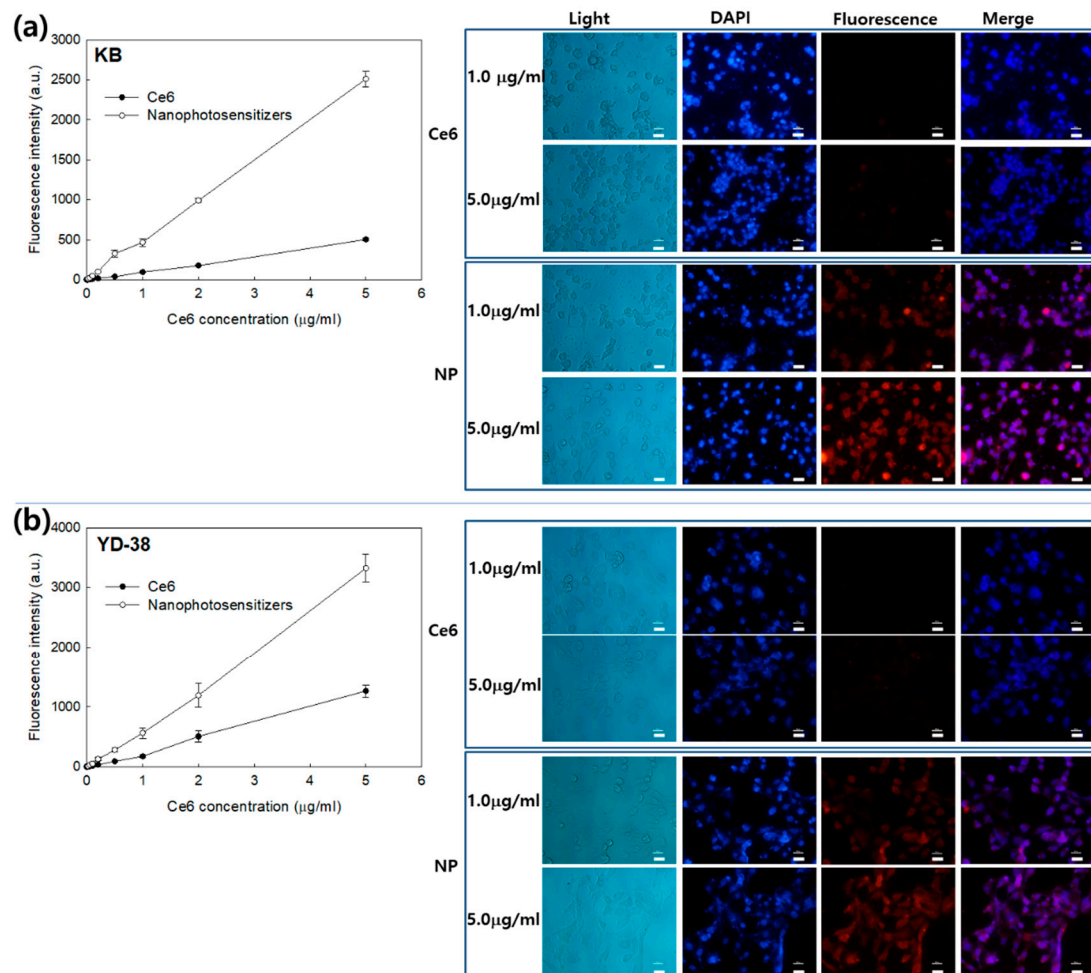 (a)
KB
3000
2500
2000
1500
1000
500
0
Fluorescence intensity (a.u.)
Ce6
Nanophotosensitizers
0 1 2 3 4 5 6
Ce6 concentration (μg/ml)
Light DAPI Fluorescence Merge
Ce6
1.0 μg/ml
5.0μg/ml
NP
1.0μg/ml
5.0μg/ml
(b)
YD-38
4000
3000
2000
1000
0
Fluorescence intensity (a.u.)
Ce6
Nanophotosensitizers
0 1 2 3 4 5 6
Ce6 concentration (μg/ml)
Ce6
1.0μg/ml
5.0μg/ml
NP
1.0μg/ml
5.0μg/ml